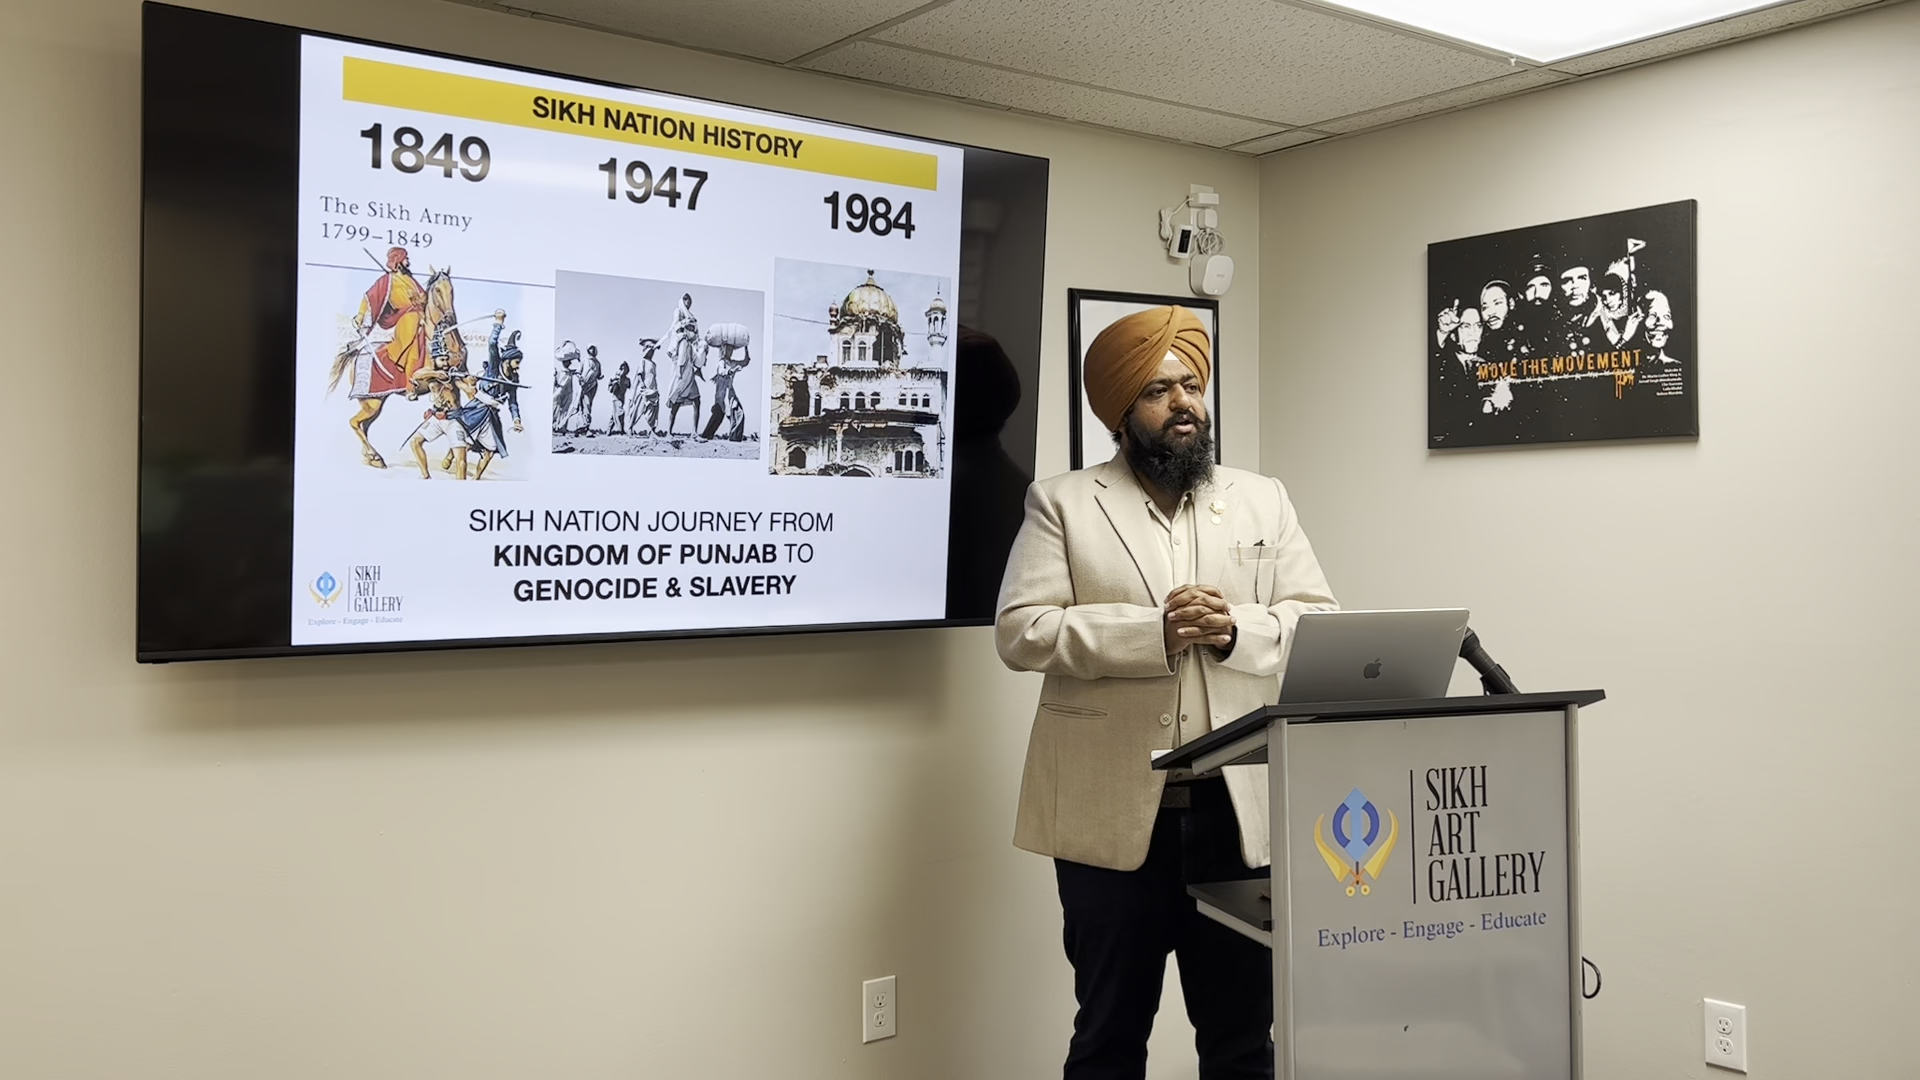 SIKH NATION HISTORY
1849
1947
1984
The Sikh Army
1799–1849
SIKH NATION JOURNEY FROM
KINGDOM OF PUNJAB TO
GENOCIDE & SLAVERY
SIKH
ART
GALLERY
Explore - Engage - Educate
MOVE THE MOVEMENT
SIKH
ART
GALLERY
Explore - Engage - Educate